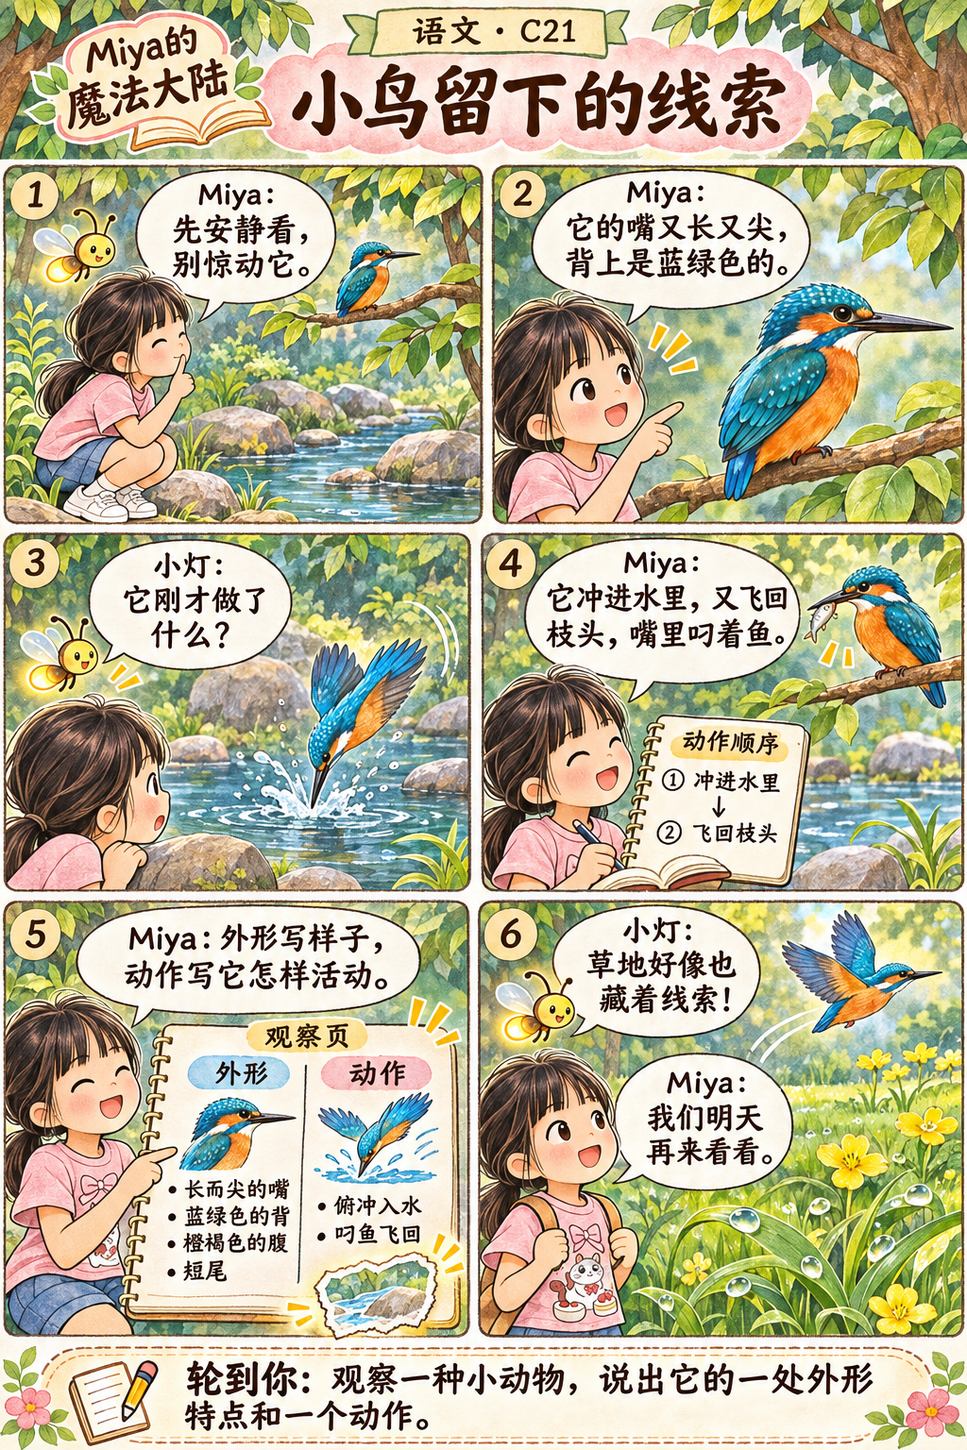 Miya的
魔法大陆
语文·C21
小鸟留下的线索
1
Miya：
先安静看，
别惊动它。
2
Miya：
它的嘴又长又尖，
背上是蓝绿色的。
3
小灯：
它刚才做了
什么？
4
Miya：
它冲进水里，又飞回
枝头，嘴里叼着鱼。
动作顺序
① 冲进水里
↓
② 飞回枝头
5
Miya：外形写样子，
动作写它怎样活动。
观察页
外形
•长而尖的嘴
•蓝绿色的背
•橙褐色的腹
•短尾
动作
•俯冲入水
•叼鱼飞回
6
小灯：
草地好像也
藏着线索！
Miya：
我们明天
再来看看。
轮到你：观察一种小动物，说出它的一处外形
特点和一个动作。